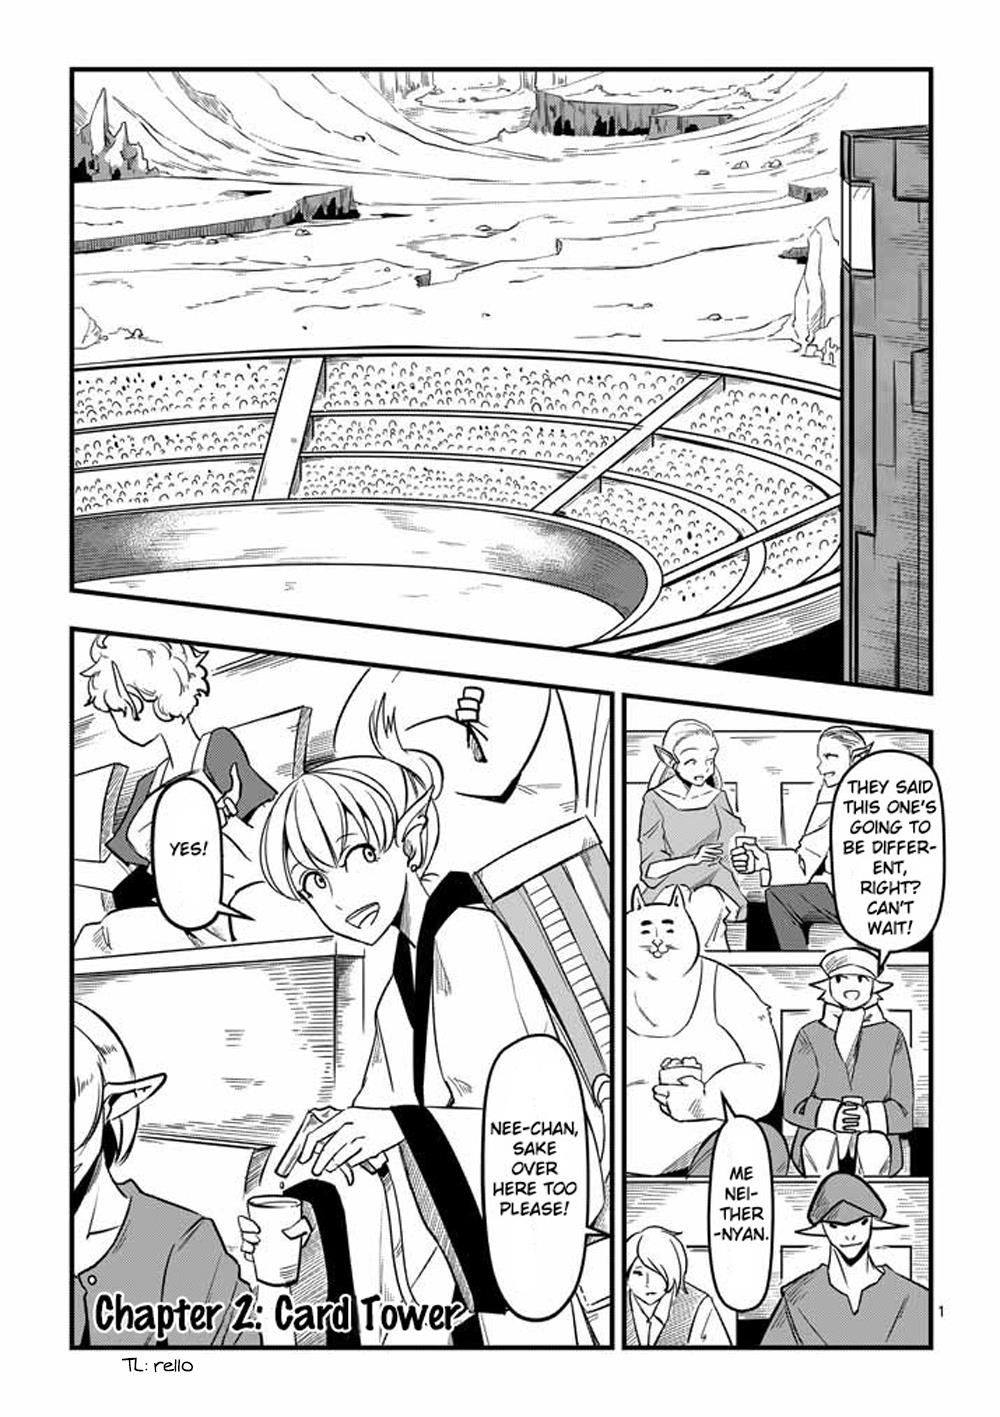 THEY SAID
THIS ONE'S
GOING TO
BE DIFFER-
ENT,
RIGHT?
CAN'T
WAIT!
ME
NEI-
THER
-NYAN.
NEE-CHAN,
SAKE
OVER
HERE TOO
PLEASE!
YES!
Chapter 2: Card Tower
1
TL: rello